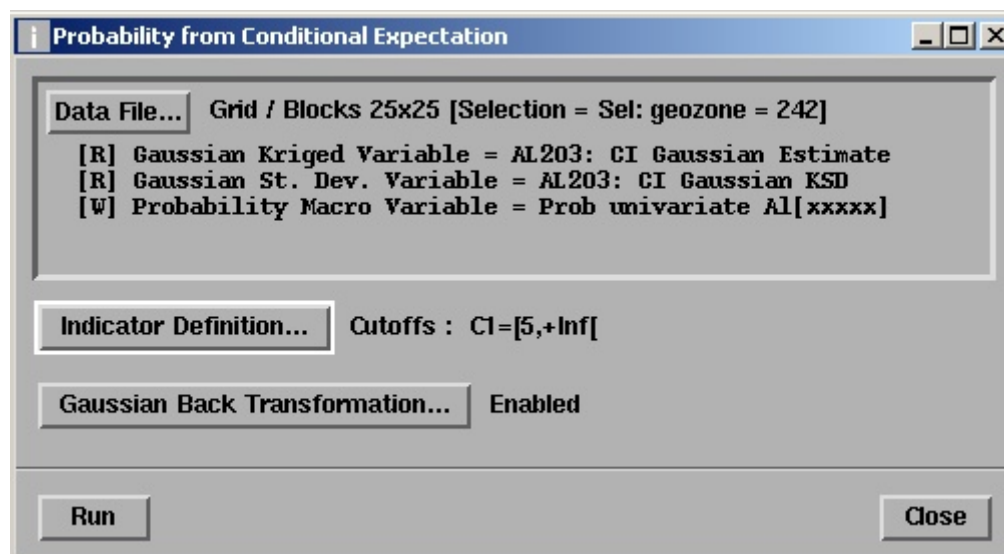 Probability from Conditional Expectation
Data File... Grid / Blocks 25x25 [Selection = Sel: geozone = 242]
[R] Gaussian Kriged Variable = AL203: CI Gaussian Estimate
[R] Gaussian St. Dev. Variable = AL203: CI Gaussian KSD
[W] Probability Macro Variable = Prob univariate Al[xxxxx]
Indicator Definition... Cutoffs : C1=[5,+Inf[
Gaussian Back Transformation... Enabled
Run Close